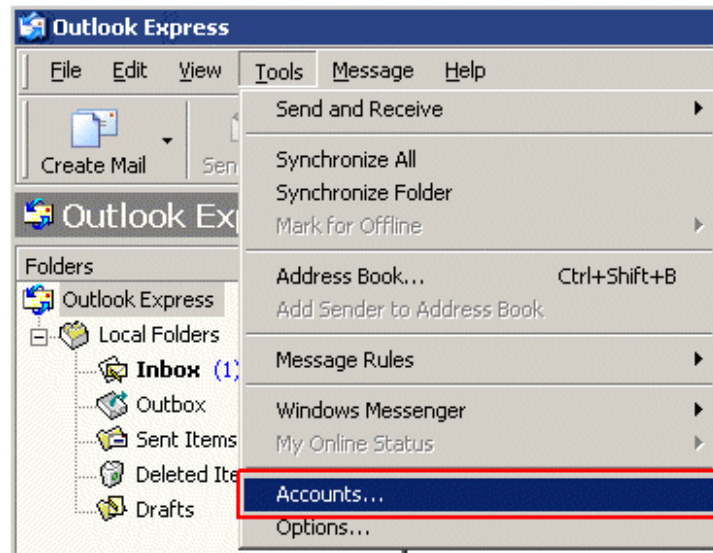 Outlook Express
File Edit View Tools Message Help
Send and Receive
Create Mail Sen
Synchronize All
Synchronize Folder
Mark for Offline
Outlook Exp
Folders
Address Book... Ctrl+Shift+B
Add Sender to Address Book
Outlook Express
Local Folders
Inbox (1)
Outbox
Sent Items
Deleted Ite
Drafts
Message Rules
Windows Messenger
My Online Status
Accounts...
Options...